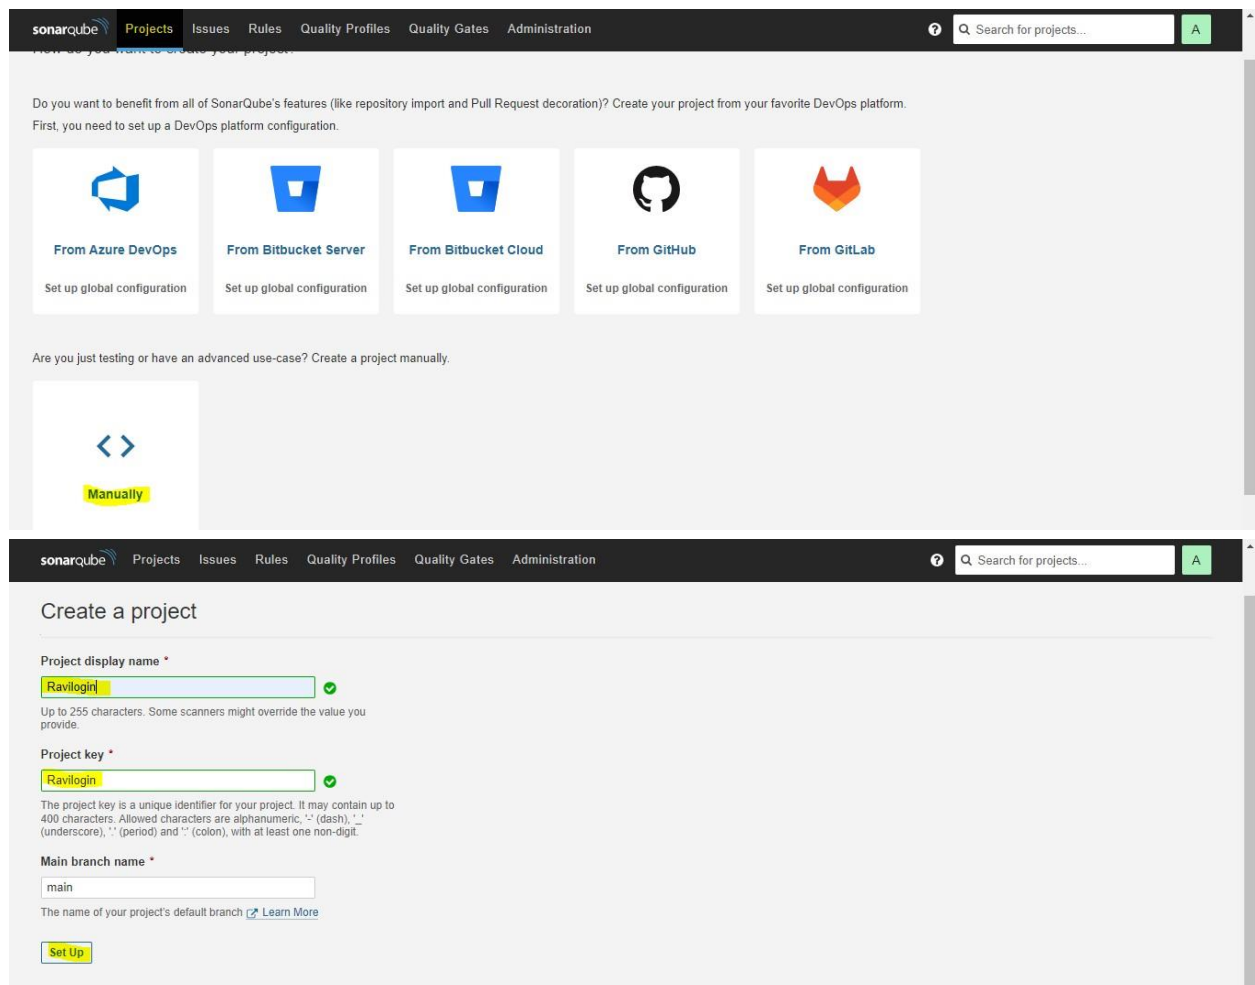 sonarqube Projects Issues Rules Quality Profiles Quality Gates Administration ? Search for projects... A
How do you want to create your project?
Do you want to benefit from all of SonarQube's features (like repository import and Pull Request decoration)? Create your project from your favorite DevOps platform.
First, you need to set up a DevOps platform configuration.
From Azure DevOps From Bitbucket Server From Bitbucket Cloud From GitHub From GitLab
Set up global configuration Set up global configuration Set up global configuration Set up global configuration Set up global configuration
Are you just testing or have an advanced use-case? Create a project manually.
Manually
sonarqube Projects Issues Rules Quality Profiles Quality Gates Administration ? Search for projects... A
Create a project
Project display name *
Ravilogin
Up to 255 characters. Some scanners might override the value you
provide.
Project key *
Ravilogin
The project key is a unique identifier for your project. It may contain up to
400 characters. Allowed characters are alphanumeric, '-' (dash), '_'
(underscore), '.' (period) and ':' (colon), with at least one non-digit.
Main branch name *
main
The name of your project's default branch Learn More
Set Up